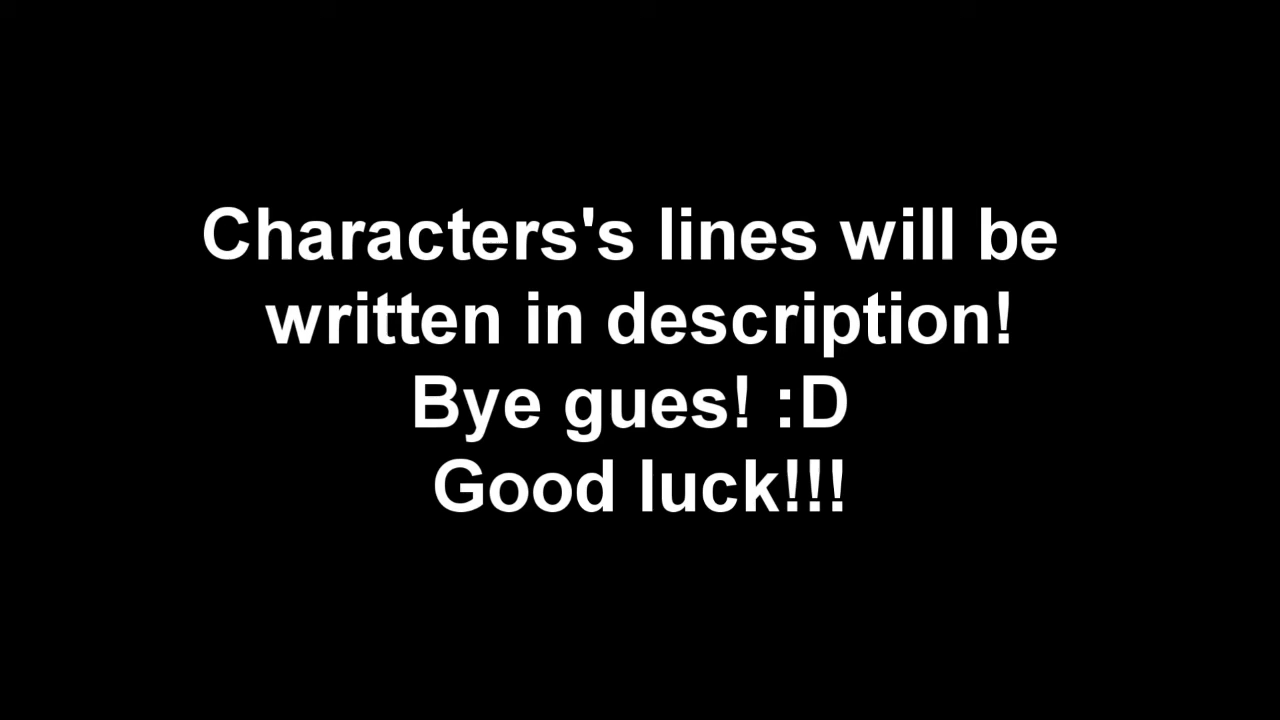 Characters's lines will be
written in description!
Bye gues! :D
Good luck!!!